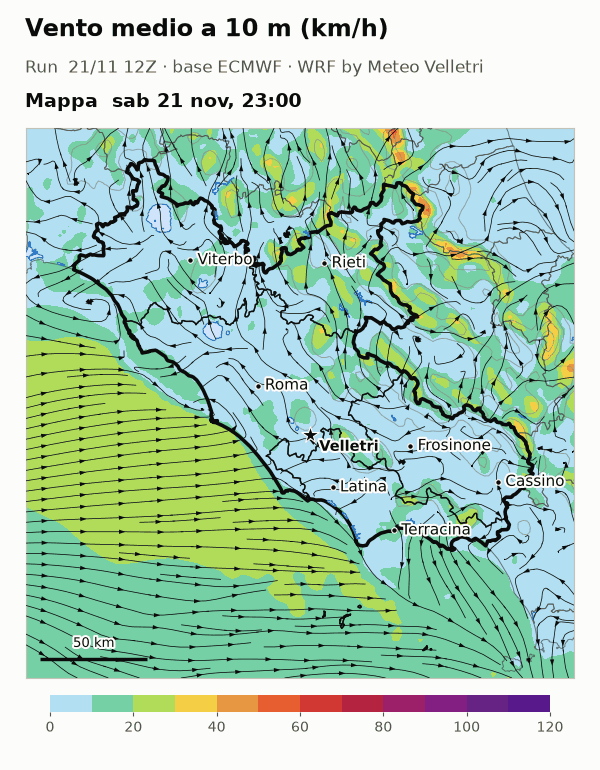 Vento medio a 10 m (km/h)
Run  21/11 12Z · base ECMWF · WRF by Meteo Velletri
Mappa  sab 21 nov, 23:00
Viterbo
Rieti
Roma
Velletri
Frosinone
Cassino
Latina
Terracina
50 km
0 20 40 60 80 100 120